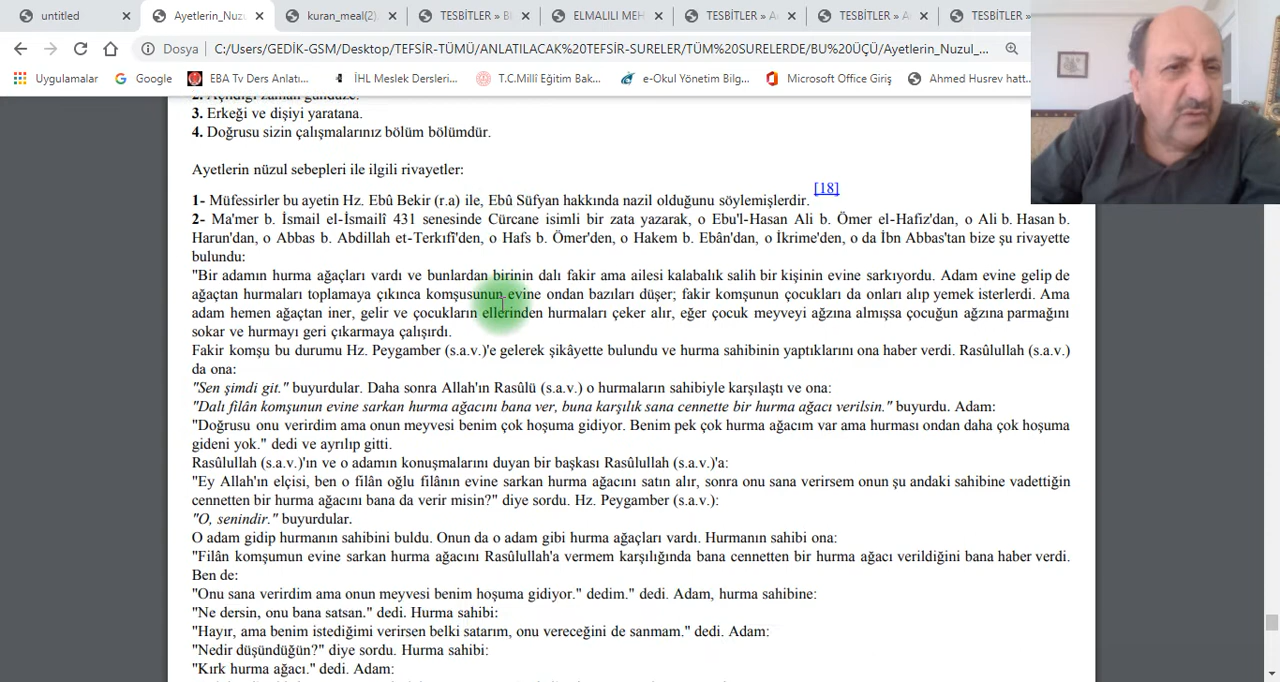 untitled
Ayetlerin_Nuzu
kuran_meal(2)
TESBİTLER » B
ELMALILI MEH
TESBİTLER » A
TESBİTLER » A
TESBİTLER »
Dosya C:/Users/GEDİK-GSM/Desktop/TEFSİR-TÜMÜ/ANLATILACAK%20TEFSİR-SURELER/TÜM%20SURELERDE/BU%20ÜÇÜ/Ayetlerin_Nuzul_...
Uygulamalar Google EBA Tv Ders Anlatı... İHL Meslek Dersleri... T.C.Millî Eğitim Bak... e-Okul Yönetim Bilg... Microsoft Office Giriş Ahmed Husrev hatt...
2. Açıldığı zaman gündüze.
3. Erkeği ve dişiyi yaratana.
4. Doğrusu sizin çalışmalarınız bölüm bölümdür.
Ayetlerin nüzul sebepleri ile ilgili rivayetler:
1- Müfessirler bu ayetin Hz. Ebû Bekir (r.a) ile, Ebû Süfyan hakkında nazil olduğunu söylemişlerdir. [18]
2- Ma'mer b. İsmail el-İsmailî 431 senesinde Cürcane isimli bir zata yazarak, o Ebu'l-Hasan Ali b. Ömer el-Hafiz'dan, o Ali b. Hasan b.
Harun'dan, o Abbas b. Abdillah et-Terkıfî'den, o Hafs b. Ömer'den, o Hakem b. Ebân'dan, o İkrime'den, o da İbn Abbas'tan bize şu rivayette
bulundu:
"Bir adamın hurma ağaçları vardı ve bunlardan birinin dalı fakir ama ailesi kalabalık salih bir kişinin evine sarkıyordu. Adam evine gelip de
ağaçtan hurmaları toplamaya çıkınca komşusunun evine ondan bazıları düşer; fakir komşunun çocukları da onları alıp yemek isterlerdi. Ama
adam hemen ağaçtan iner, gelir ve çocukların ellerinden hurmaları çeker alır, eğer çocuk meyveyi ağzına almışsa çocuğun ağzına parmağını
sokar ve hurmayı geri çıkarmaya çalışırdı.
Fakir komşu bu durumu Hz. Peygamber (s.a.v.)'e gelerek şikâyette bulundu ve hurma sahibinin yaptıklarını ona haber verdi. Rasûlullah (s.a.v.)
da ona:
"Sen şimdi git." buyurdular. Daha sonra Allah'ın Rasûlü (s.a.v.) o hurmaların sahibiyle karşılaştı ve ona:
"Dalı filân komşunun evine sarkan hurma ağacını bana ver, buna karşılık sana cennette bir hurma ağacı verilsin." buyurdu. Adam:
"Doğrusu onu verirdim ama onun meyvesi benim çok hoşuma gidiyor. Benim pek çok hurma ağacım var ama hurması ondan daha çok hoşuma
gideni yok." dedi ve ayrılıp gitti.
Rasûlullah (s.a.v.)'ın ve o adamın konuşmalarını duyan bir başkası Rasûlullah (s.a.v.)'a:
"Ey Allah'ın elçisi, ben o filân oğlu filânın evine sarkan hurma ağacını satın alır, sonra onu sana verirsem onun şu andaki sahibine vadettiğin
cennetten bir hurma ağacını bana da verir misin?" diye sordu. Hz. Peygamber (s.a.v.):
"O, senindir." buyurdular.
O adam gidip hurmanın sahibini buldu. Onun da o adam gibi hurma ağaçları vardı. Hurmanın sahibi ona:
"Filân komşumun evine sarkan hurma ağacını Rasûlullah'a vermem karşılığında bana cennetten bir hurma ağacı verildiğini bana haber verdi.
Ben de:
"Onu sana verirdim ama onun meyvesi benim hoşuma gidiyor." dedim." dedi. Adam, hurma sahibine:
"Ne dersin, onu bana satsan." dedi. Hurma sahibi:
"Hayır, ama benim istediğimi verirsen belki satarım, onu vereceğini de sanmam." dedi. Adam:
"Nedir düşündüğün?" diye sordu. Hurma sahibi:
"Kırk hurma ağacı." dedi. Adam: